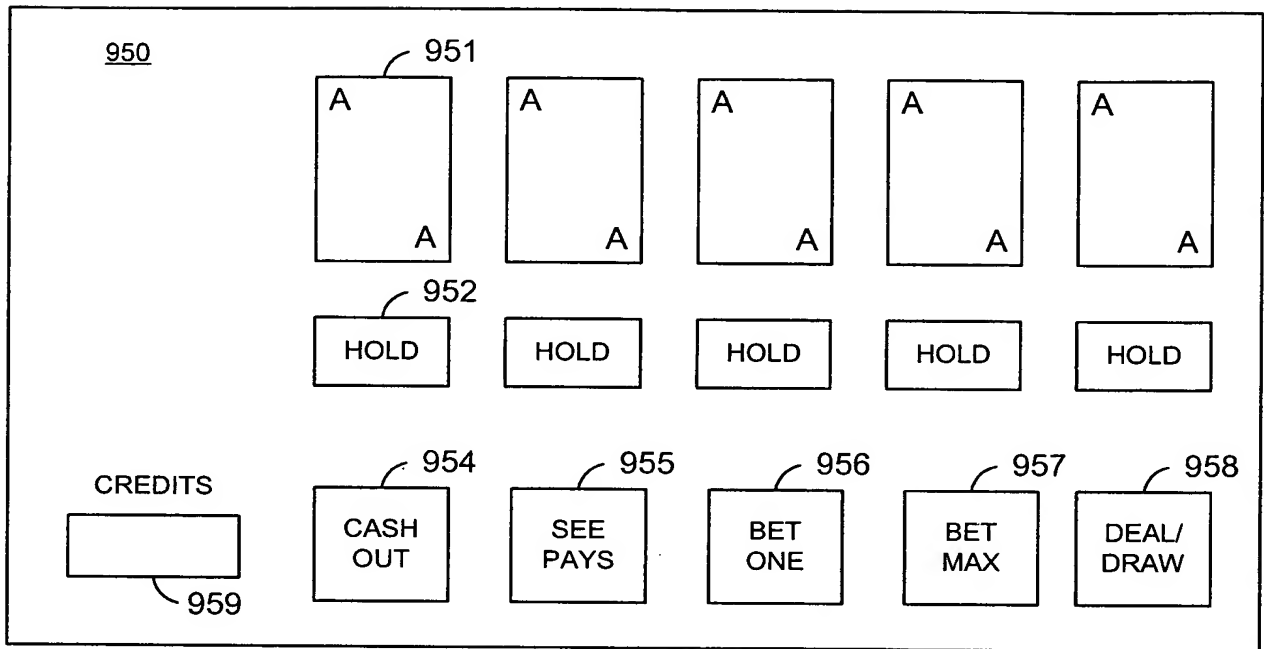 950
951
A A A A A
A A A A A
952
HOLD HOLD HOLD HOLD HOLD
954 955 956 957 958
CREDITS
CASH OUT
SEE PAYS
BET ONE
BET MAX
DEAL/ DRAW
959